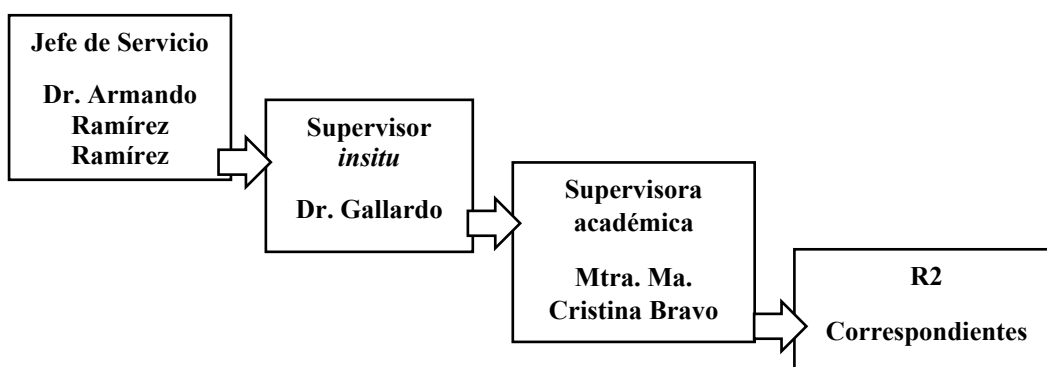 Jefe de Servicio
Dr. Armando
Ramírez
Ramírez
Supervisor
insitu
Dr. Gallardo
Supervisora
académica
Mtra. Ma.
Cristina Bravo
R2
Correspondientes